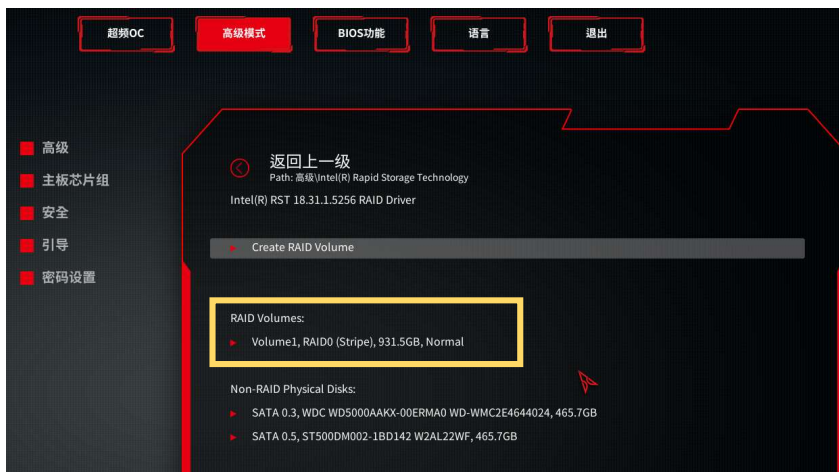 超频OC
高级模式
BIOS功能
语言
退出
高级
主板芯片组
安全
引导
密码设置
返回上一级
Path: 高级\Intel(R) Rapid Storage Technology
Intel(R) RST 18.31.1.5256 RAID Driver
Create RAID Volume
RAID Volumes:
Volume1, RAID0 (Stripe), 931.5GB, Normal
Non-RAID Physical Disks:
SATA 0.3, WDC WD5000AAKX-00ERMA0 WD-WMC2E4644024, 465.7GB
SATA 0.5, ST500DM002-1BD142 W2AL22WF, 465.7GB